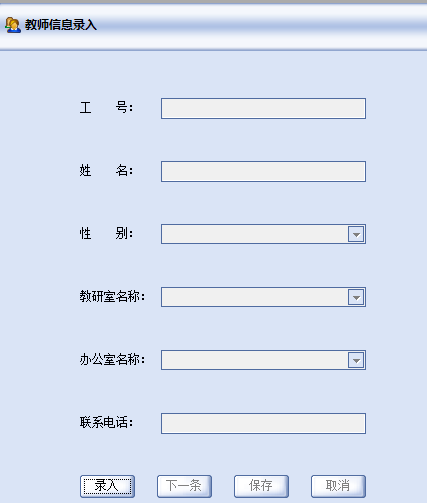 教师信息录入
工 号：
姓 名：
性 别：
教研室名称：
办公室名称：
联系电话：
录入 下一条 保存 取消